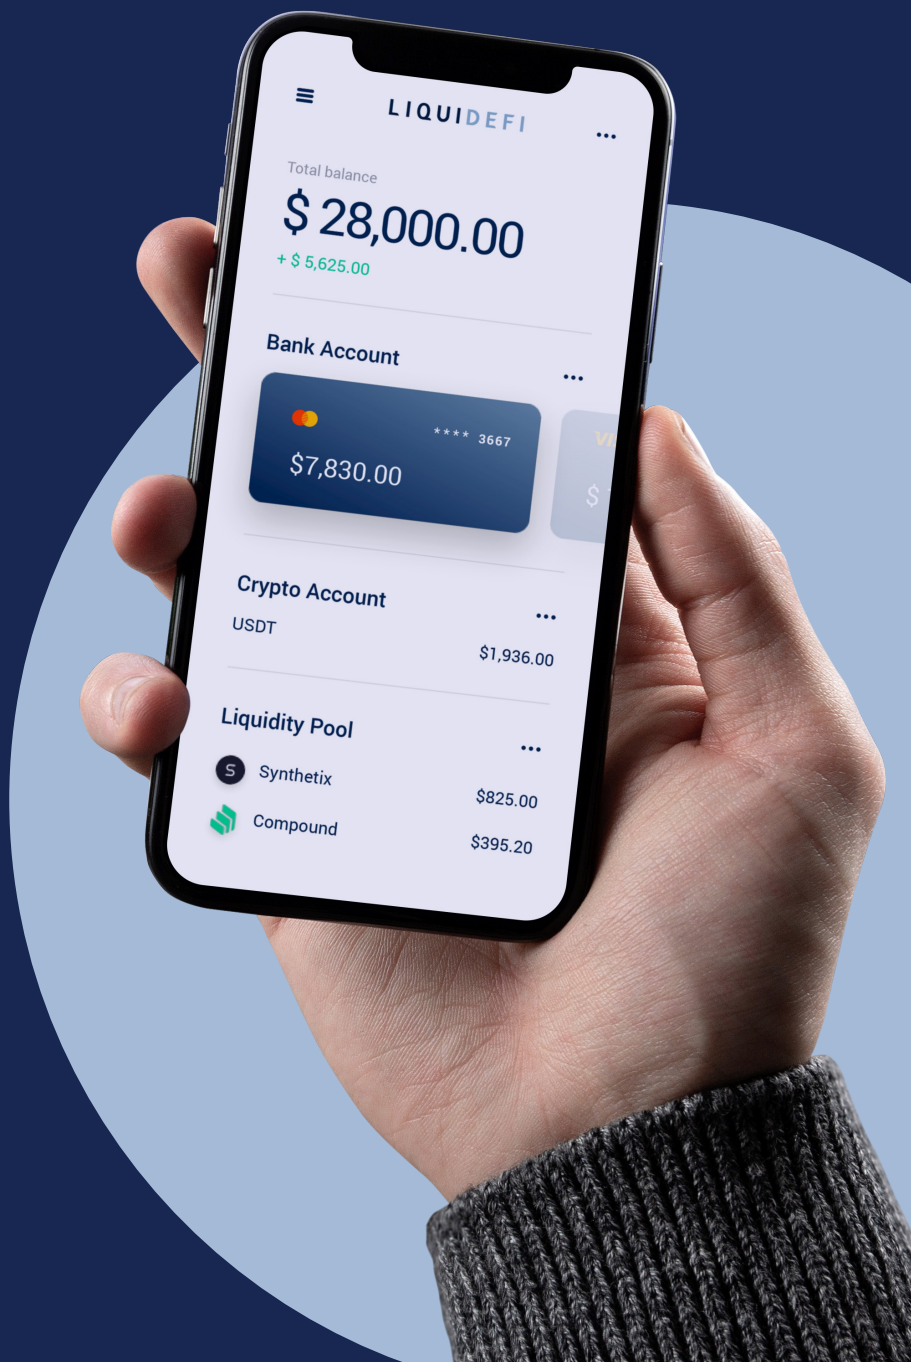 LIQUIDEFI
Total balance
$ 28,000.00
+ $ 5,625.00
Bank Account
**** 3667
$7,830.00
$
Crypto Account
USDT
$1,936.00
Liquidity Pool
Synthetix
$825.00
Compound
$395.20